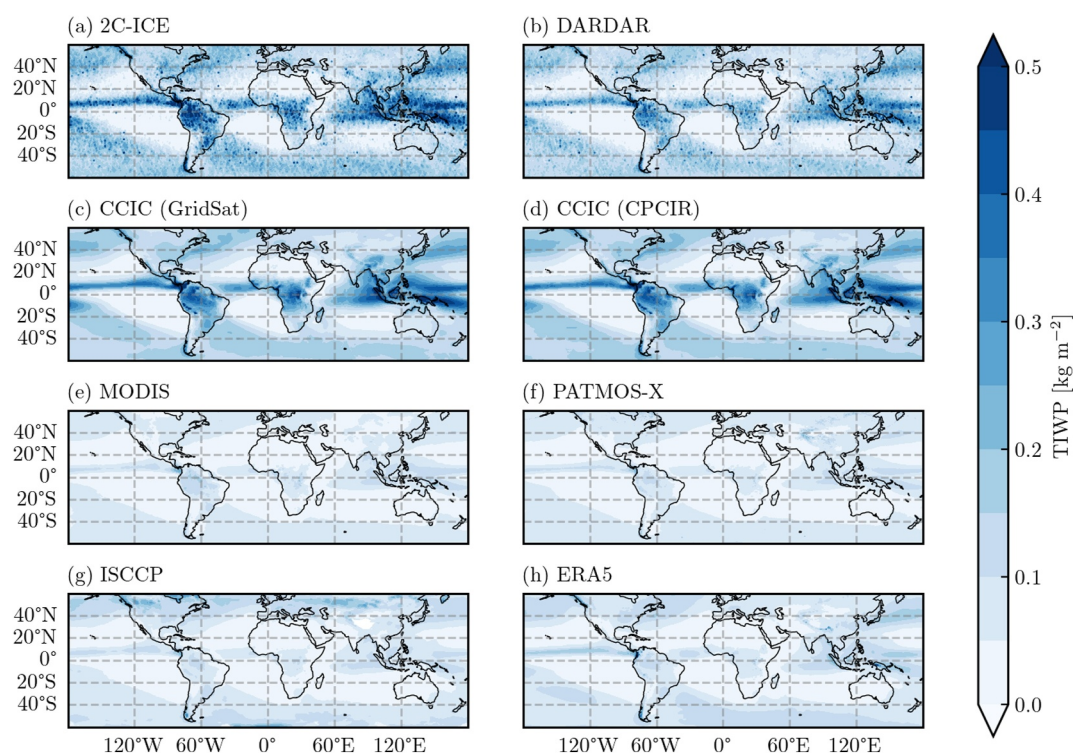 (a) 2C-ICE
(b) DARDAR
40°N
20°N
0°
20°S
40°S
(c) CCIC (GridSat)
(d) CCIC (CPCIR)
40°N
20°N
0°
20°S
40°S
(e) MODIS
(f) PATMOS-X
40°N
20°N
0°
20°S
40°S
(g) ISCCP
(h) ERA5
40°N
20°N
0°
20°S
40°S
120°W 60°W 0° 60°E 120°E
120°W 60°W 0° 60°E 120°E
0.5
0.4
0.3
0.2
0.1
0.0
TIWP [kg m⁻²]